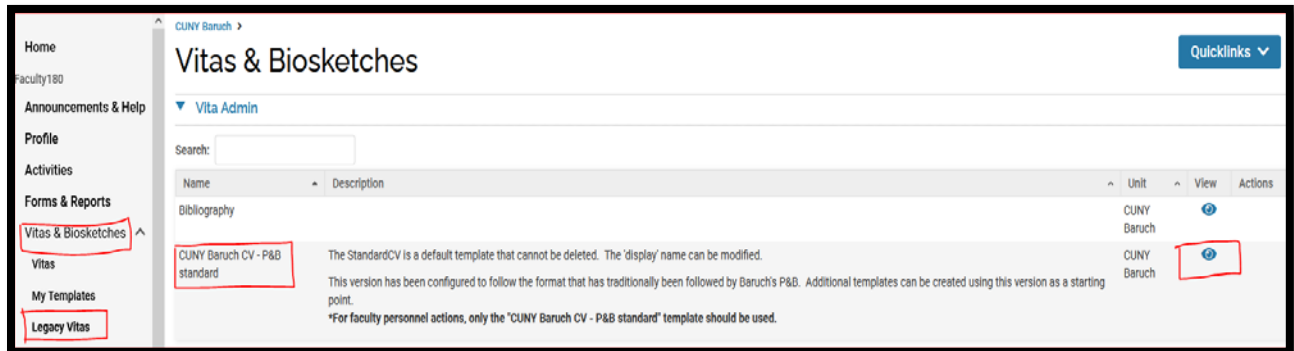 Home
Faculty180
Announcements & Help
Profile
Activities
Forms & Reports
Vitas & Biosketches
Vitas
My Templates
Legacy Vitas
CUNY Baruch >
Vitas & Biosketches
Quicklinks
Vita Admin
Search:
Name Description Unit View Actions
Bibliography CUNY
Baruch
CUNY Baruch CV - P&B
standard
The StandardCV is a default template that cannot be deleted. The 'display' name can be modified.
This version has been configured to follow the format that has traditionally been followed by Baruch's P&B. Additional templates can be created using this version as a starting
point.
*For faculty personnel actions, only the "CUNY Baruch CV - P&B standard" template should be used.
CUNY
Baruch